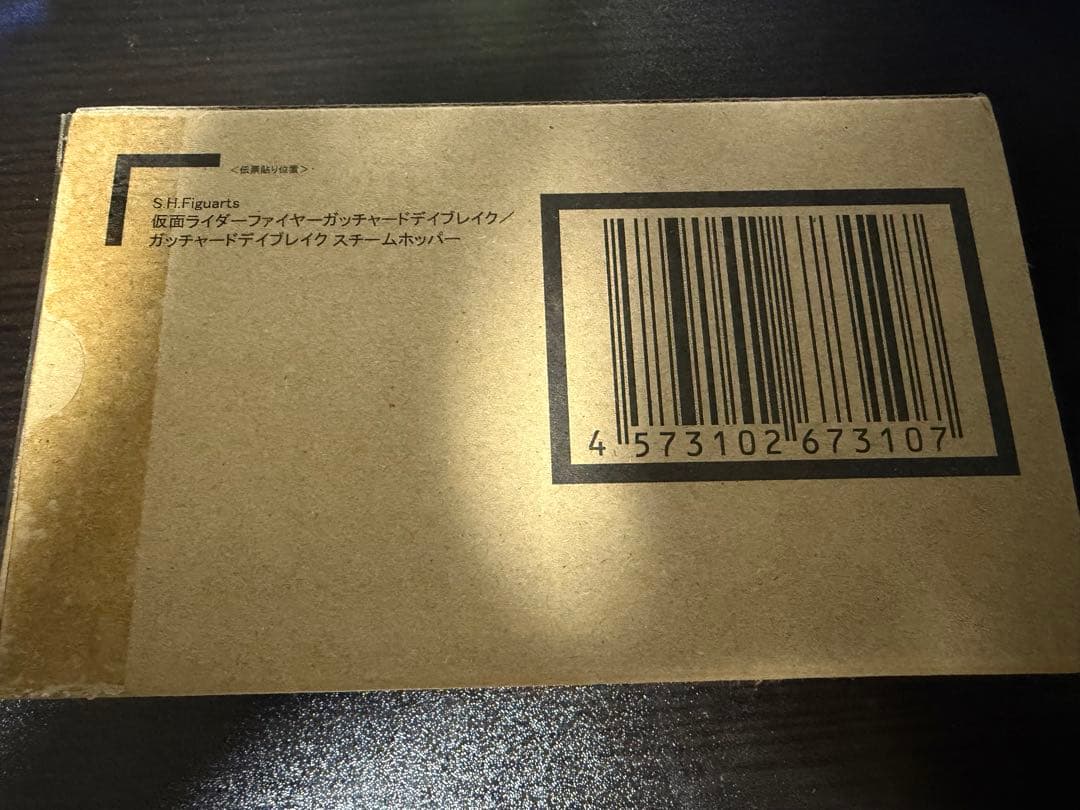 <伝票貼り位置>
S.H.Figuarts
仮面ライダーファイヤーガッチャードデイブレイク／
ガッチャードデイブレイク スチームホッパー
4 573102 673107